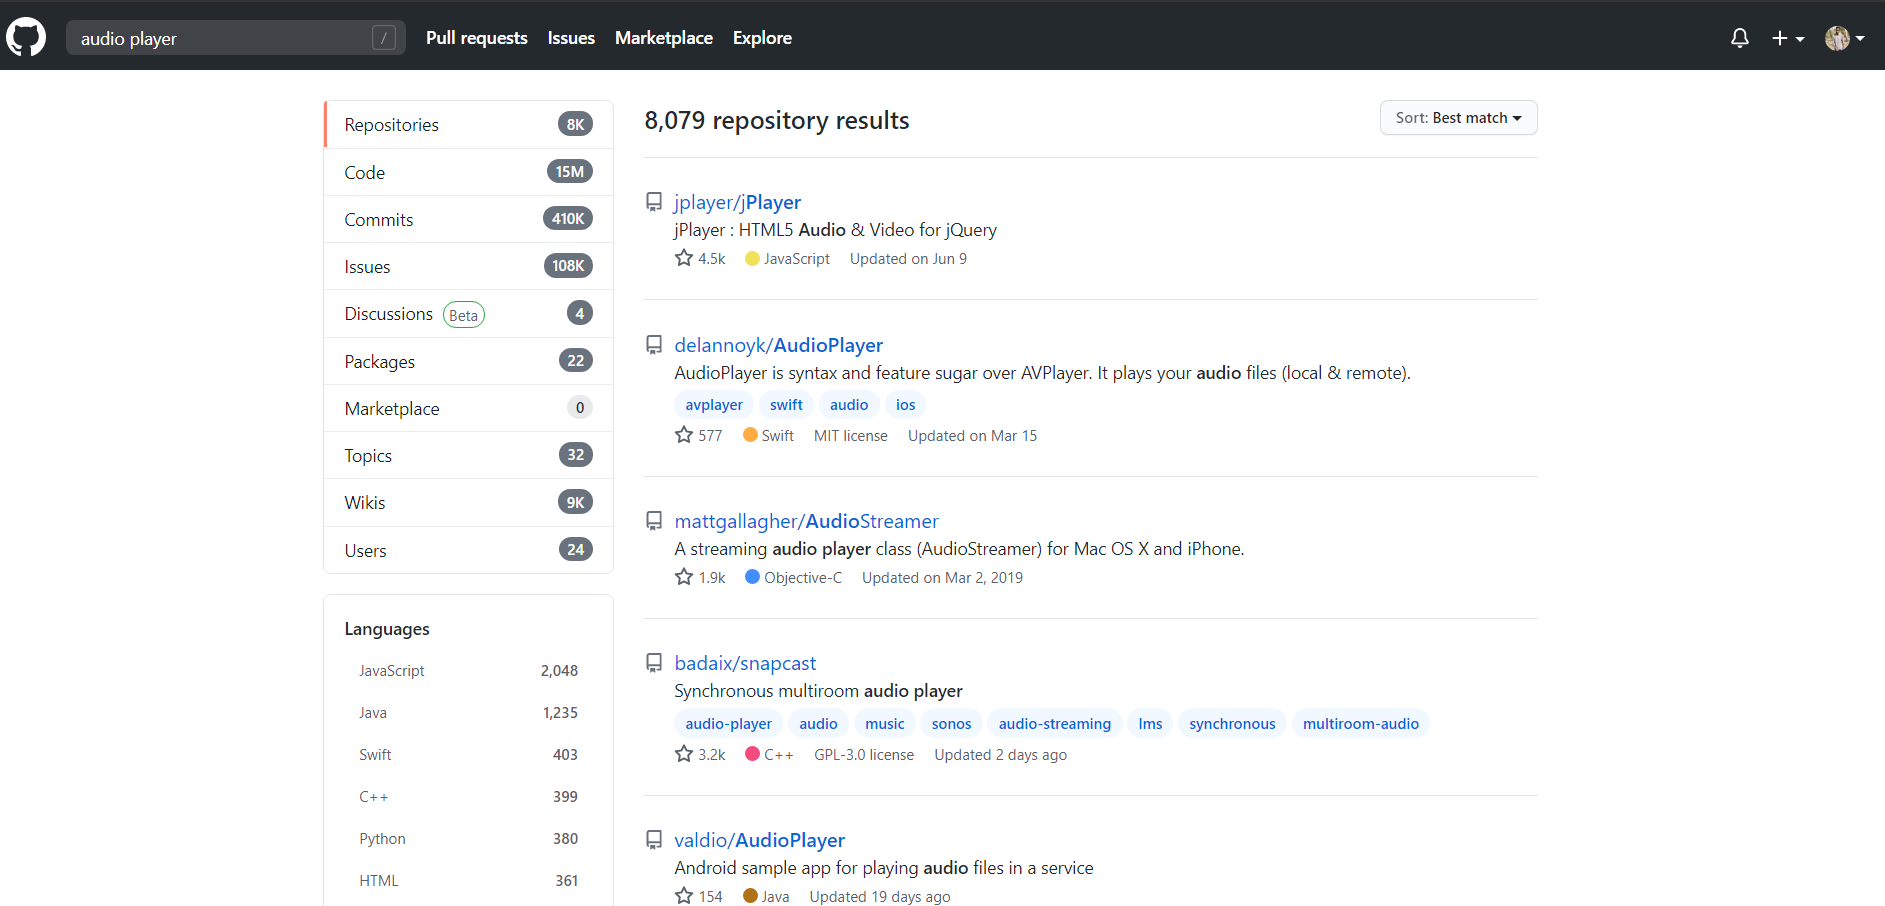 audio player /
Pull requests Issues Marketplace Explore
Repositories 8K
Code 15M
Commits 410K
Issues 108K
Discussions Beta 4
Packages 22
Marketplace 0
Topics 32
Wikis 9K
Users 24
Languages
JavaScript 2,048
Java 1,235
Swift 403
C++ 399
Python 380
HTML 361
8,079 repository results
Sort: Best match
jplayer/jPlayer
jPlayer : HTML5 Audio & Video for jQuery
4.5k JavaScript Updated on Jun 9
delannoyk/AudioPlayer
AudioPlayer is syntax and feature sugar over AVPlayer. It plays your audio files (local & remote).
avplayer swift audio ios
577 Swift MIT license Updated on Mar 15
mattgallagher/AudioStreamer
A streaming audio player class (AudioStreamer) for Mac OS X and iPhone.
1.9k Objective-C Updated on Mar 2, 2019
badaix/snapcast
Synchronous multiroom audio player
audio-player audio music sonos audio-streaming lms synchronous multiroom-audio
3.2k C++ GPL-3.0 license Updated 2 days ago
valdio/AudioPlayer
Android sample app for playing audio files in a service
154 Java Updated 19 days ago